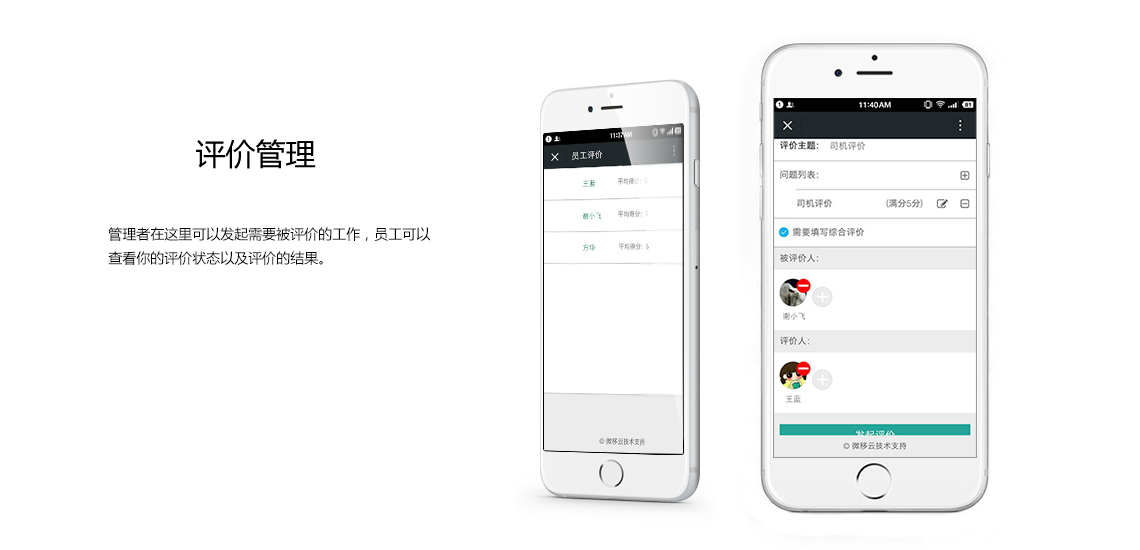 评价管理
管理者在这里可以发起需要被评价的工作，员工可以
查看你的评价状态以及评价的结果。
11:37AM
员工评价
王蓝
平均得分:
谢小飞
平均得分:
方华
平均得分: 5
© 微移云技术支持
11:40AM
81
评价主题： 司机评价
问题列表：
司机评价 (满分5分)
需要填写综合评价
被评价人：
谢小飞
评价人：
王蓝
发起评价
© 微移云技术支持